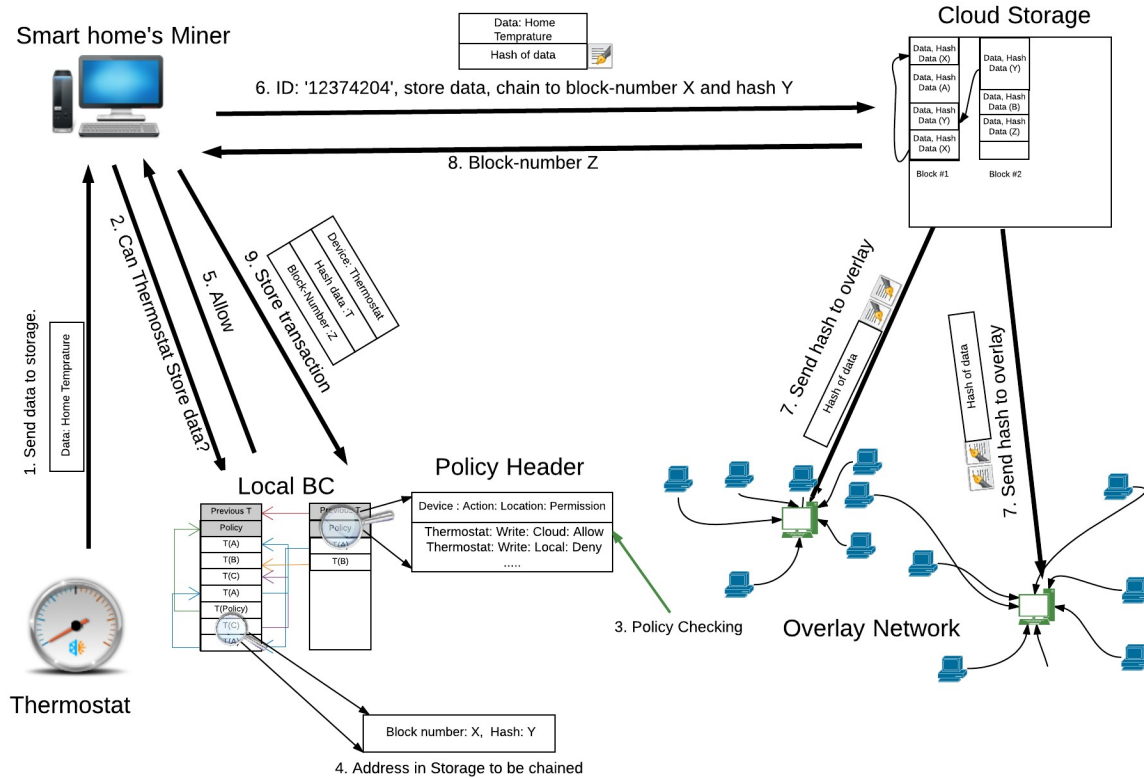 Smart home's Miner
Data: Home
Temprature
Hash of data
6. ID: '12374204', store data, chain to block-number X and hash Y
8. Block-number Z
Cloud Storage
Data, Hash
Data (X)
Data, Hash
Data (A)
Data, Hash
Data (Y)
Data, Hash
Data (X)
Block #1
Data, Hash
Data (Y)
Data, Hash
Data (B)
Data, Hash
Data (Z)
Block #2
1. Send data to storage.
Data: Home Temprature
2. Can Thermostat Store data?
5. Allow
9. Store transaction
Device: Thermostat
Hash data :T
Block-Number :Z
7. Send hash to overlay
Hash of data
7. Send hash to overlay
Hash of data
Local BC
Previous T
Policy
T(A)
T(B)
T(C)
T(A)
T(Policy)
T(C)
T(A)
Previous T
Policy
T(A)
T(B)
Policy Header
Device : Action: Location: Permission
Thermostat: Write: Cloud: Allow
Thermostat: Write: Local: Deny
.....
3. Policy Checking
Overlay Network
Thermostat
Block number: X, Hash: Y
4. Address in Storage to be chained